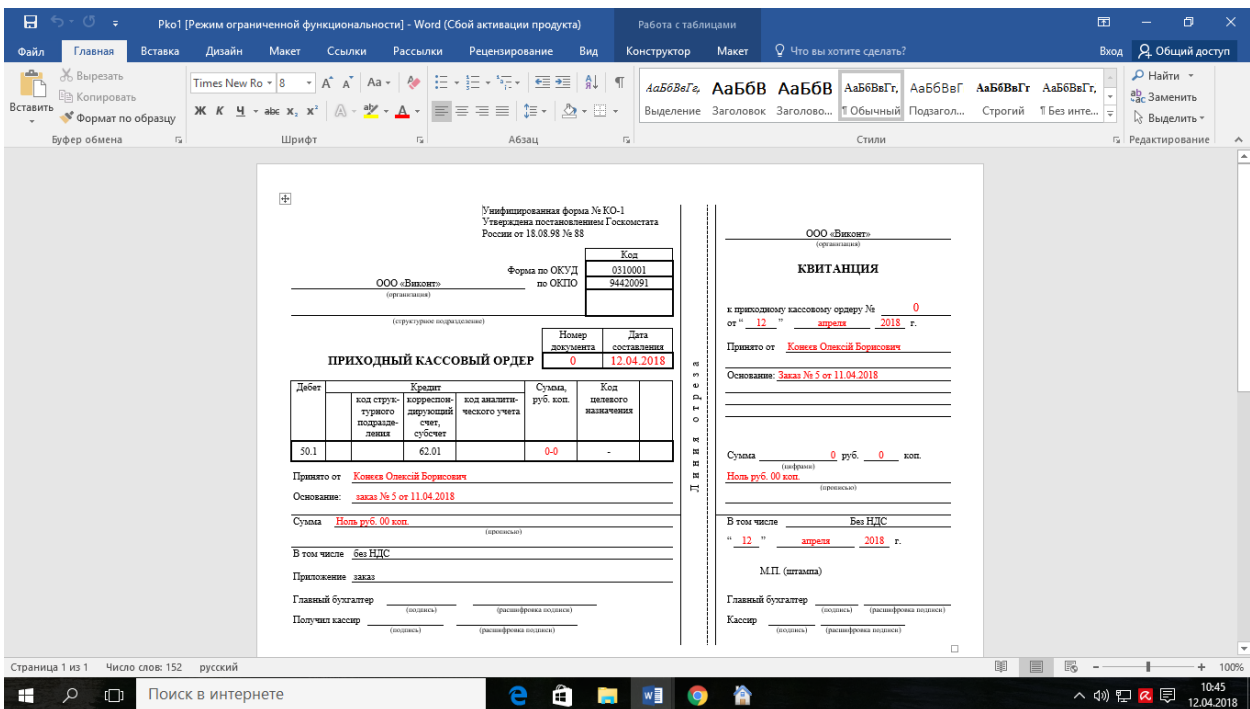 Pko1 [Режим ограниченной функциональности] - Word (Сбой активации продукта)
Работа с таблицами
Файл Главная Вставка Дизайн Макет Ссылки Рассылки Рецензирование Вид Конструктор Макет Что вы хотите сделать? Вход Общий доступ
Вставить
Вырезать
Копировать
Формат по образцу
Буфер обмена
Times New Ro 8
Ж К Ч abc x₂ x²
Шрифт
Абзац
АаБбВвГг, АаБбВ АаБбВ АаБбВвГг, АаБбВвГ АаБбВвГг АаБбВвГг,
Выделение Заголовок Заголово... ¶ Обычный Подзагол... Строгий ¶ Без инте...
Стили
Найти
Заменить
Выделить
Редактирование
Унифицированная форма № КО-1
Утверждена постановлением Госкомстата
России от 18.08.98 № 88
Код
Форма по ОКУД 0310001
ООО «Виконт» по ОКПО 94420091
(организация)
(структурное подразделение)
Номер документа
Дата составления
ПРИХОДНЫЙ КАССОВЫЙ ОРДЕР 0 12.04.2018
Дебет Кредит Сумма, руб. коп. Код целевого назначения
код струк-
турного
подразде-
ления
корреспон-
дирующий
счет,
субсчет
код аналити-
ческого учета
50.1 62.01 0-0 -
Принято от Конєєв Олексій Борисович
Основание: заказ № 5 от 11.04.2018
Сумма Ноль руб. 00 коп.
(прописью)
В том числе без НДС
Приложение заказ
Главный бухгалтер
(подпись) (расшифровка подписи)
Получил кассир
(подпись) (расшифровка подписи)
Линия отреза
ООО «Виконт»
(организация)
КВИТАНЦИЯ
к приходному кассовому ордеру № 0
от “ 12 ” апреля 2018 г.
Принято от Конєєв Олексій Борисович
Основание: Заказ № 5 от 11.04.2018
Сумма 0 руб. 0 коп.
(цифрами)
Ноль руб. 00 коп.
(прописью)
В том числе Без НДС
“ 12 ” апреля 2018 г.
М.П. (штампа)
Главный бухгалтер
(подпись) (расшифровка подписи)
Кассир
(подпись) (расшифровка подписи)
Страница 1 из 1 Число слов: 152 русский 100%
Поиск в интернете
10:45
12.04.2018